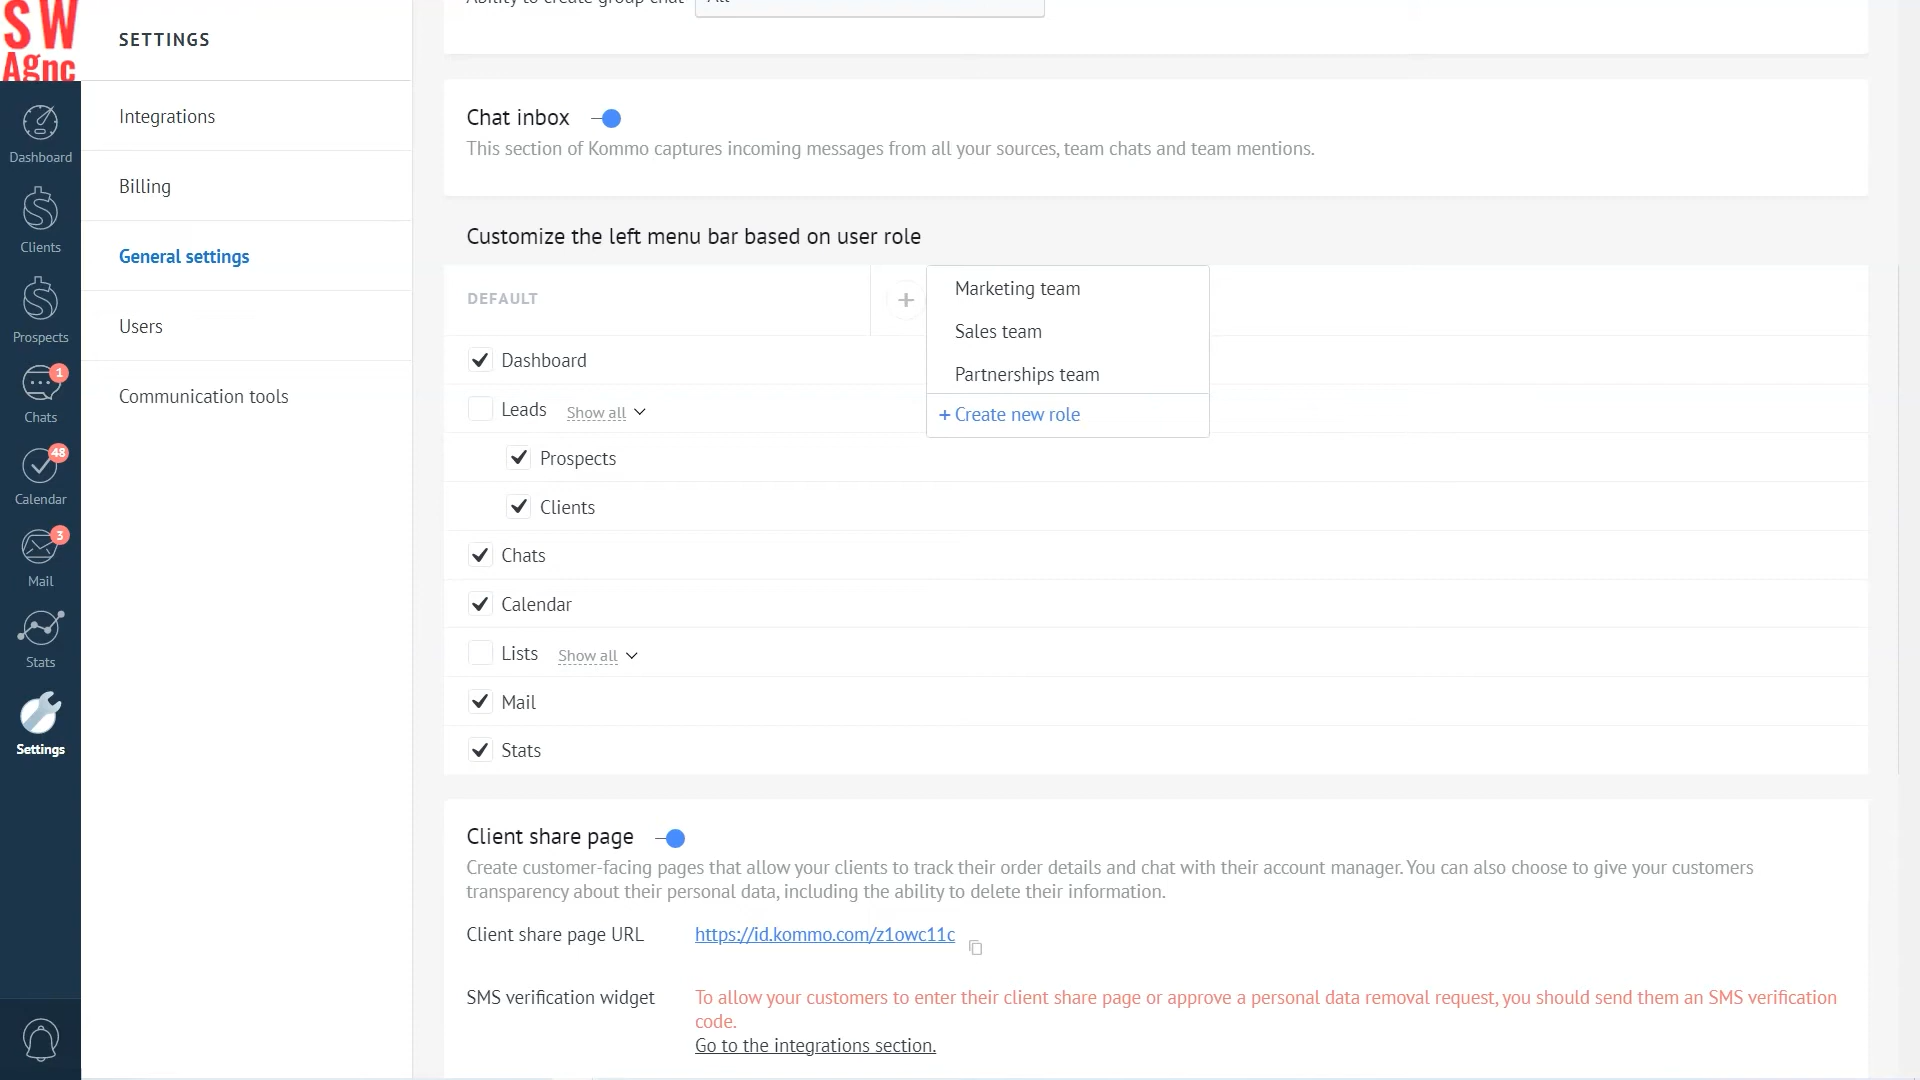 SW
Agnc
SETTINGS
Integrations
Billing
General settings
Users
Communication tools
Dashboard
Clients
Prospects
1
Chats
48
Calendar
3
Mail
Stats
Settings
Ability to create group chat
All
Chat inbox
This section of Kommo captures incoming messages from all your sources, team chats and team mentions.
Customize the left menu bar based on user role
DEFAULT
+
Marketing team
Sales team
Partnerships team
+ Create new role
Dashboard
Leads Show all
Prospects
Clients
Chats
Calendar
Lists Show all
Mail
Stats
Client share page
Create customer-facing pages that allow your clients to track their order details and chat with their account manager. You can also choose to give your customers
transparency about their personal data, including the ability to delete their information.
Client share page URL https://id.kommo.com/z1owc11c
SMS verification widget To allow your customers to enter their client share page or approve a personal data removal request, you should send them an SMS verification
code.
Go to the integrations section.